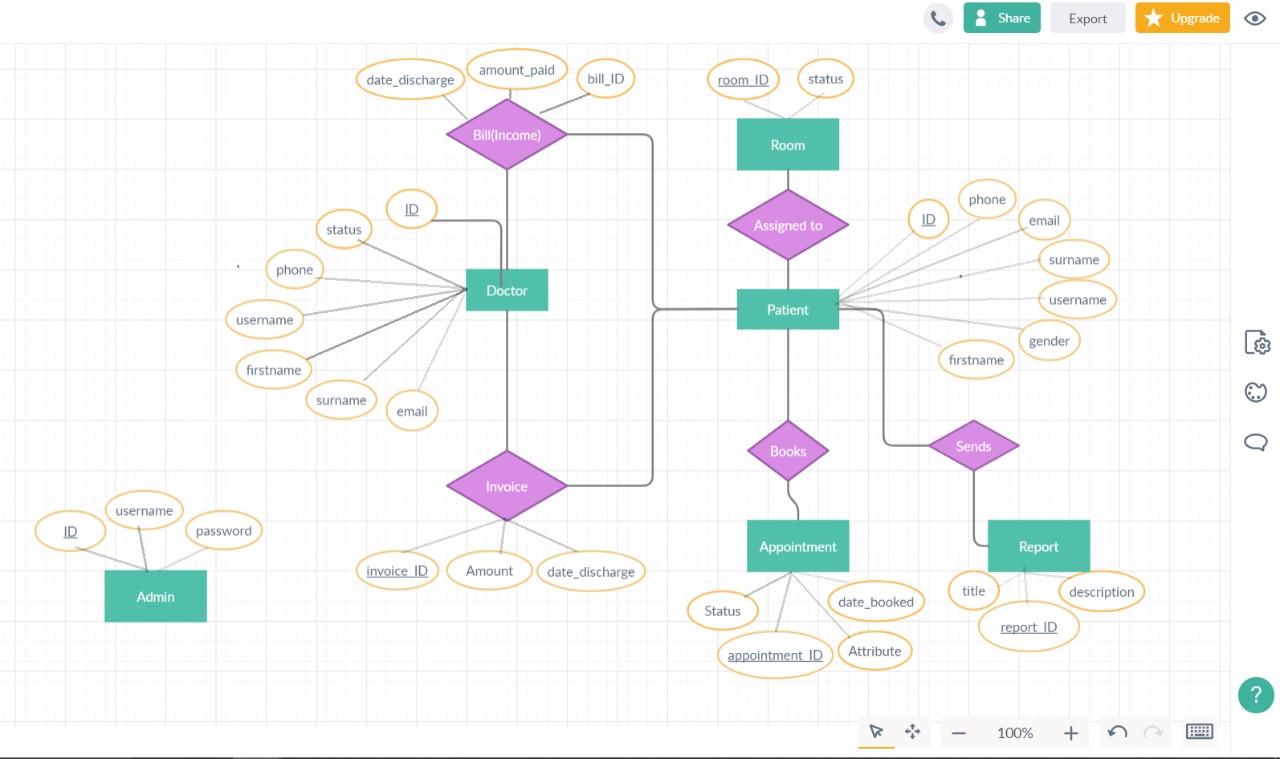 Share
Export
Upgrade
date_discharge
amount_paid
bill_ID
room_ID
status
Bill(Income)
Room
ID
status
phone
username
firstname
surname
email
Doctor
Assigned to
ID
phone
email
surname
username
gender
firstname
Patient
Books
Sends
Invoice
invoice_ID
Amount
date_discharge
ID
username
password
Admin
Appointment
Report
Status
appointment_ID
Attribute
date_booked
title
report_ID
description
?
100%